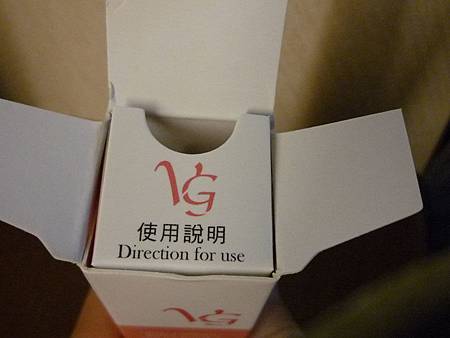 VG
使用說明
Direction for use
VG